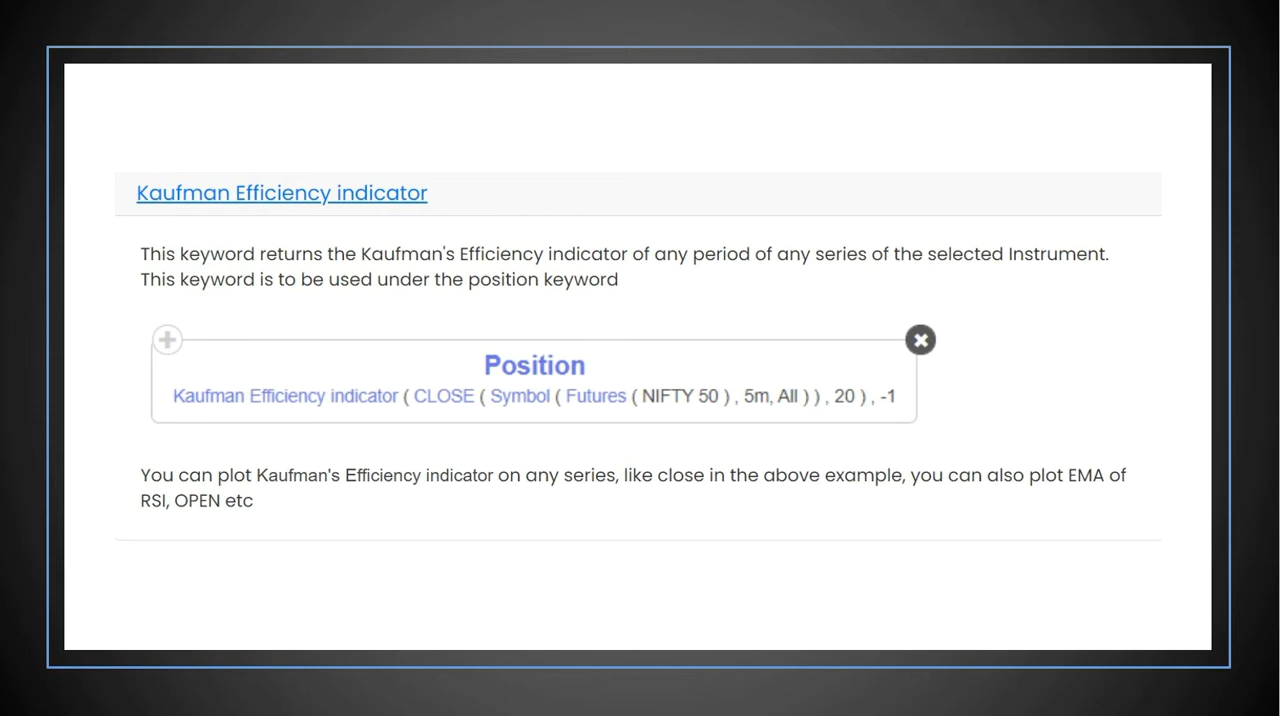 Kaufman Efficiency indicator
This keyword returns the Kaufman's Efficiency indicator of any period of any series of the selected Instrument.
This keyword is to be used under the position keyword
Position
Kaufman Efficiency indicator ( CLOSE ( Symbol ( Futures ( NIFTY 50 ) , 5m, All ) ) , 20 ) , -1
You can plot Kaufman's Efficiency indicator on any series, like close in the above example, you can also plot EMA of
RSI, OPEN etc